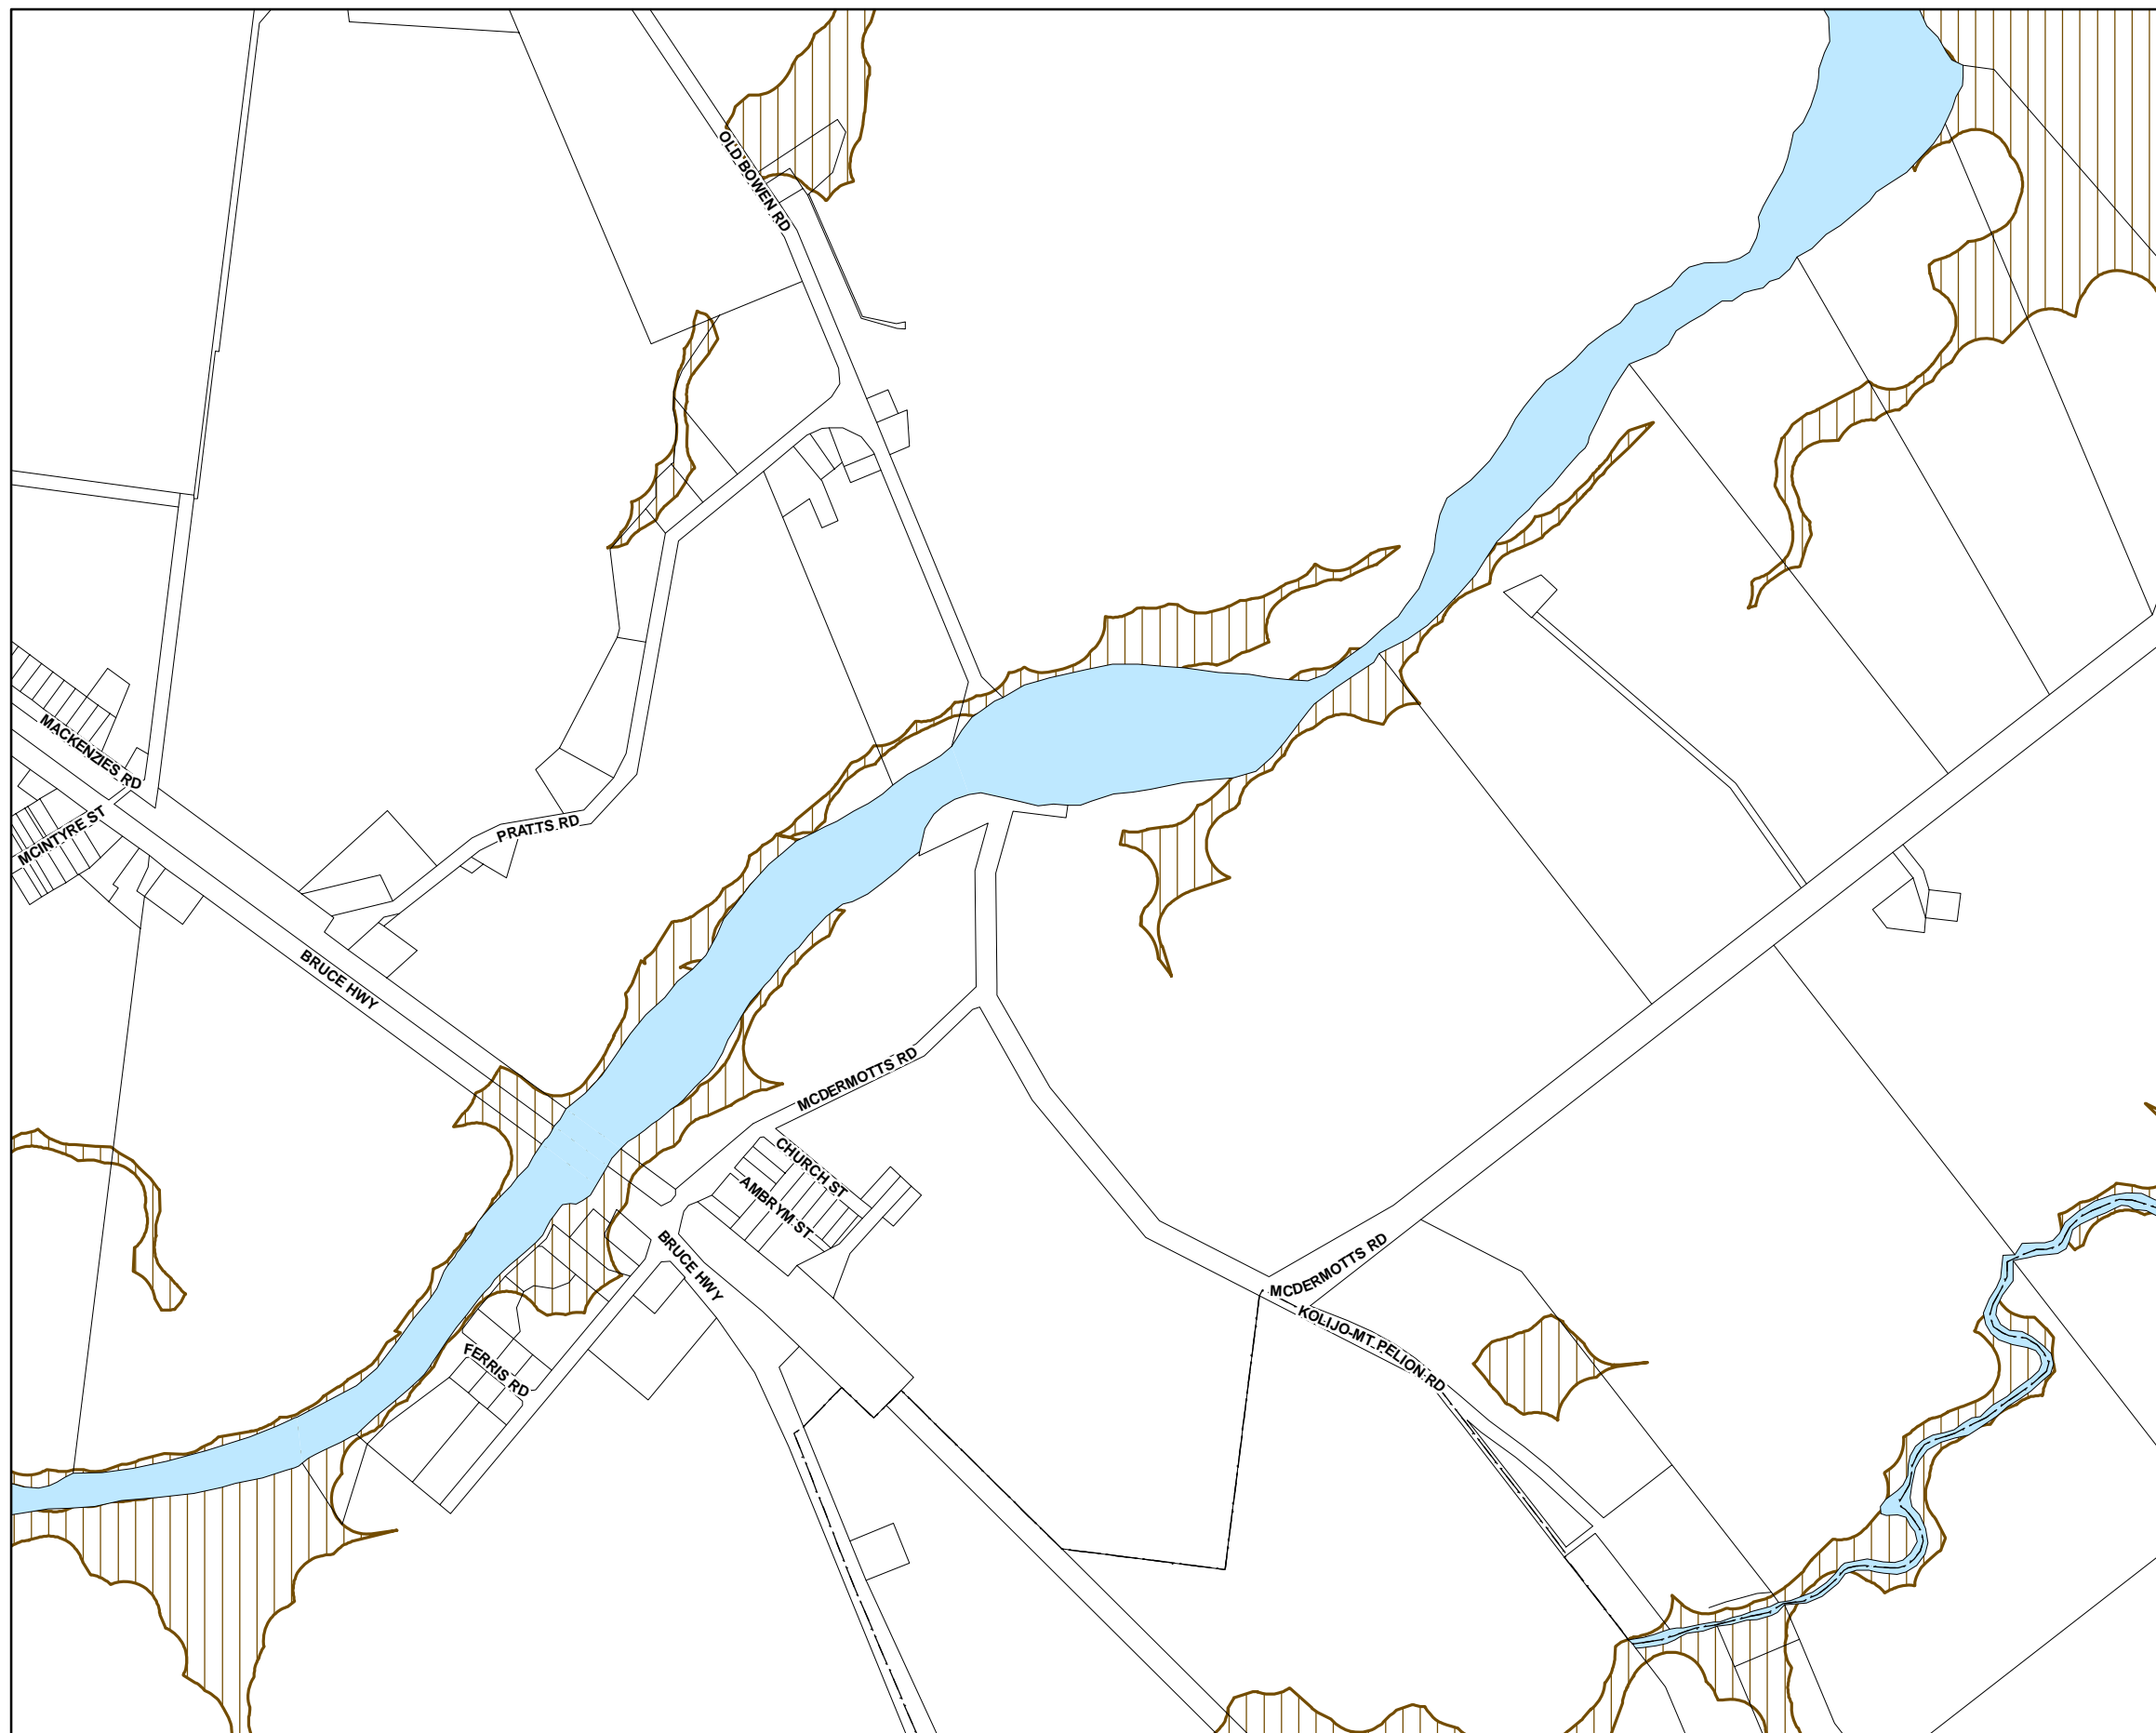 OLD BOWEN RD
MACKENZIES RD
MCINTYRE ST
PRATTS RD
BRUCE HWY
MCDERMOTTS RD
CHURCH ST
AMBRYM ST
BRUCE HWY
MCDERMOTTS RD
KOLIJO-MT PELION RD
FERRIS RD